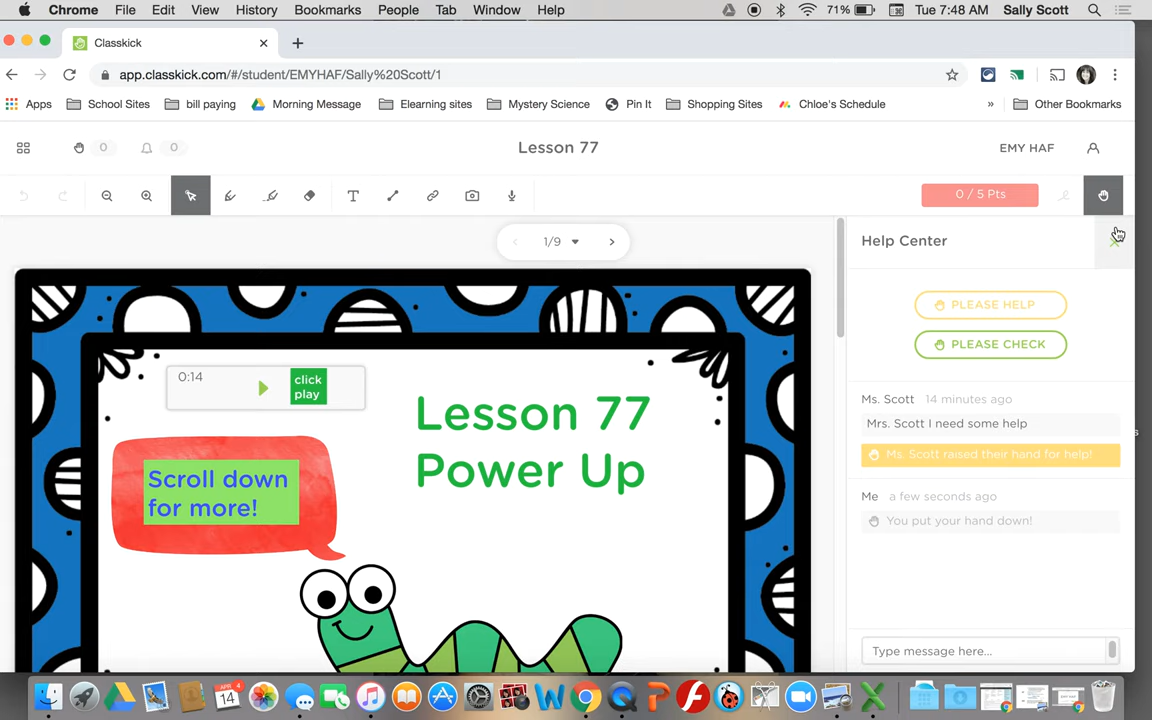 Chrome File Edit View History Bookmarks People Tab Window Help 71% Tue 7:48 AM Sally Scott
Classkick
app.classkick.com/#/student/EMYHAF/Sally%20Scott/1
Apps School Sites bill paying Morning Message Elearning sites Mystery Science Pin It Shopping Sites Chloe's Schedule » Other Bookmarks
0 0 Lesson 77 EMY HAF
T 0 / 5 Pts
1/9
Help Center
PLEASE HELP
PLEASE CHECK
0:14
click
play
Lesson 77
Power Up
Scroll down
for more!
Ms. Scott 14 minutes ago
Mrs. Scott I need some help
Ms. Scott raised their hand for help!
Me a few seconds ago
You put your hand down!
Type message here...
APR 4
14